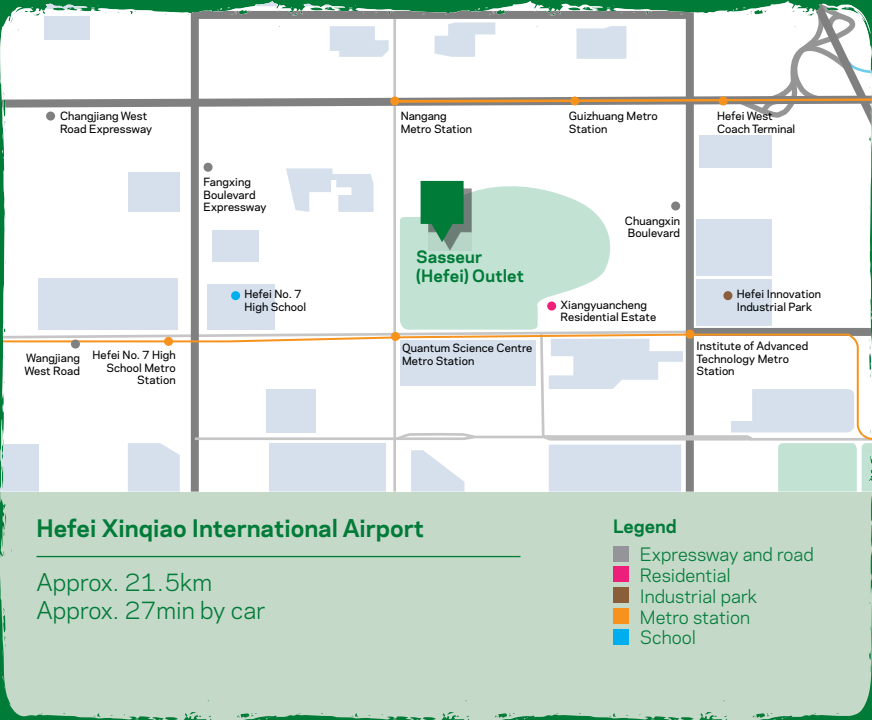 Changjiang West
Road Expressway
Nangang
Metro Station
Guizhuang Metro
Station
Hefei West
Coach Terminal
Fangxing
Boulevard
Expressway
Chuangxin
Boulevard
Sasseur
(Hefei) Outlet
Hefei No. 7
High School
Xiangyuancheng
Residential Estate
Hefei Innovation
Industrial Park
Wangjiang
West Road
Hefei No. 7 High
School Metro
Station
Quantum Science Centre
Metro Station
Institute of Advanced
Technology Metro
Station
Hefei Xinqiao International Airport
Approx. 21.5km
Approx. 27min by car
Legend
Expressway and road
Residential
Industrial park
Metro station
School